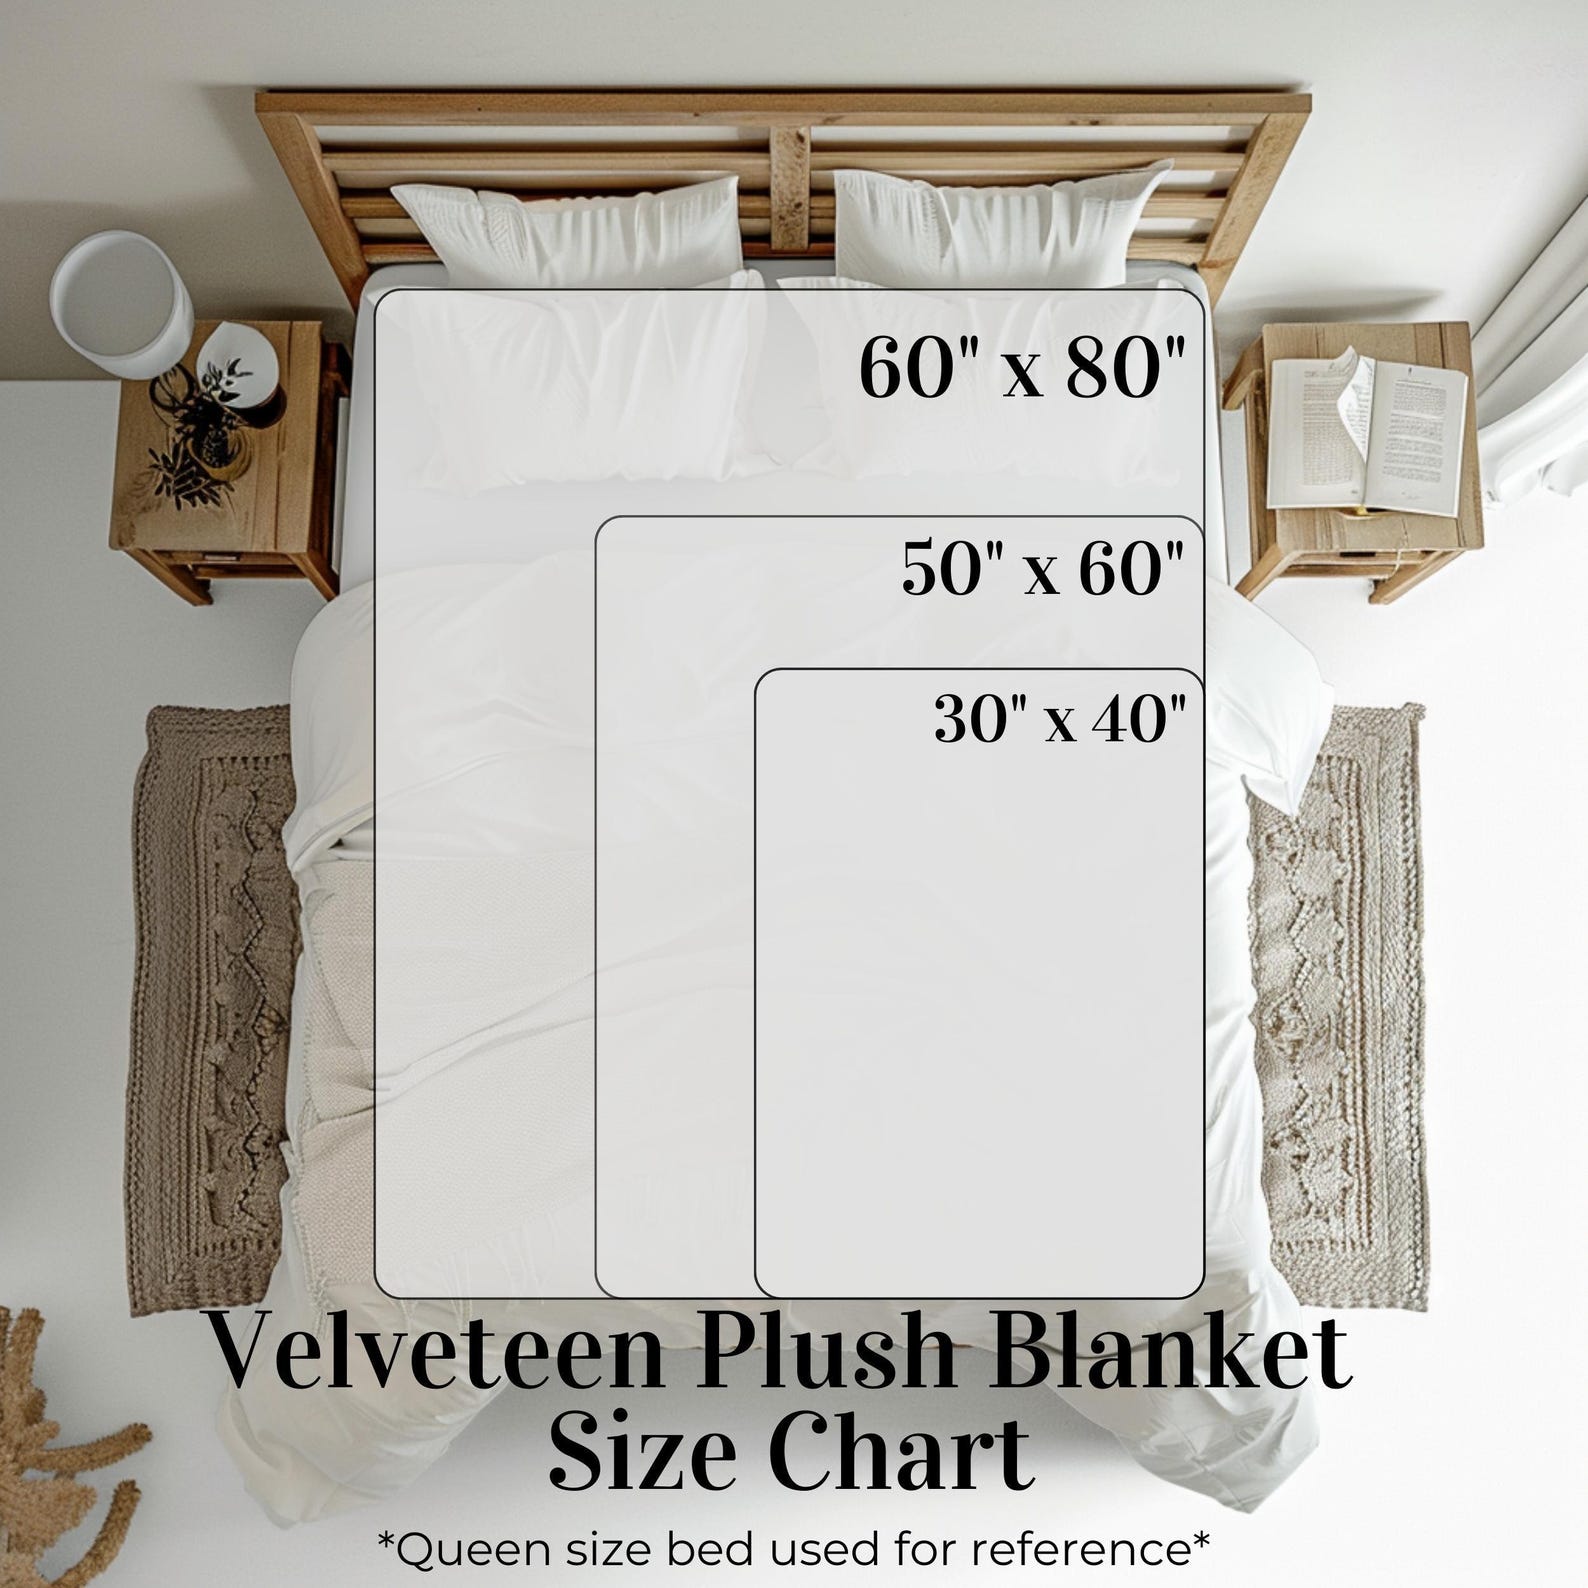 60" x 80"
50" x 60"
30" x 40"
Velveteen Plush Blanket
Size Chart
*Queen size bed used for reference*